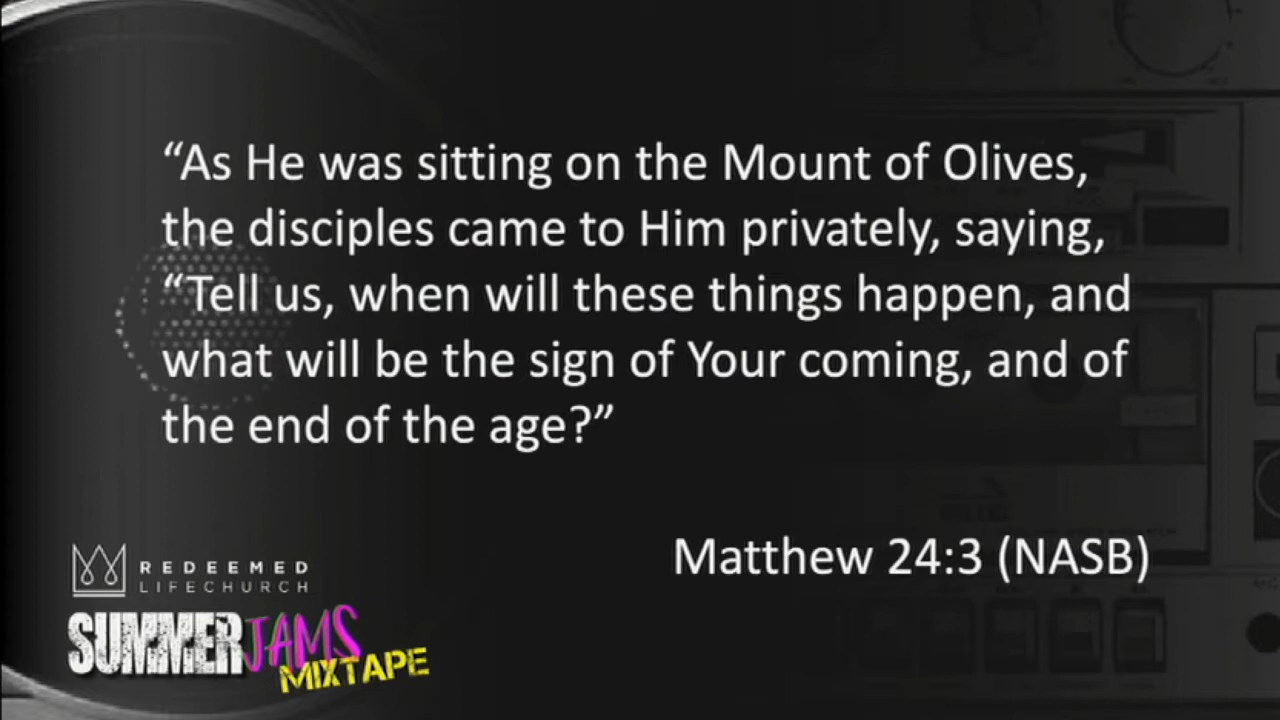 “As He was sitting on the Mount of Olives,
the disciples came to Him privately, saying,
“Tell us, when will these things happen, and
what will be the sign of Your coming, and of
the end of the age?”
Matthew 24:3 (NASB)
REDEEMED
LIFECHURCH
SUMMER JAMS
MIXTAPE